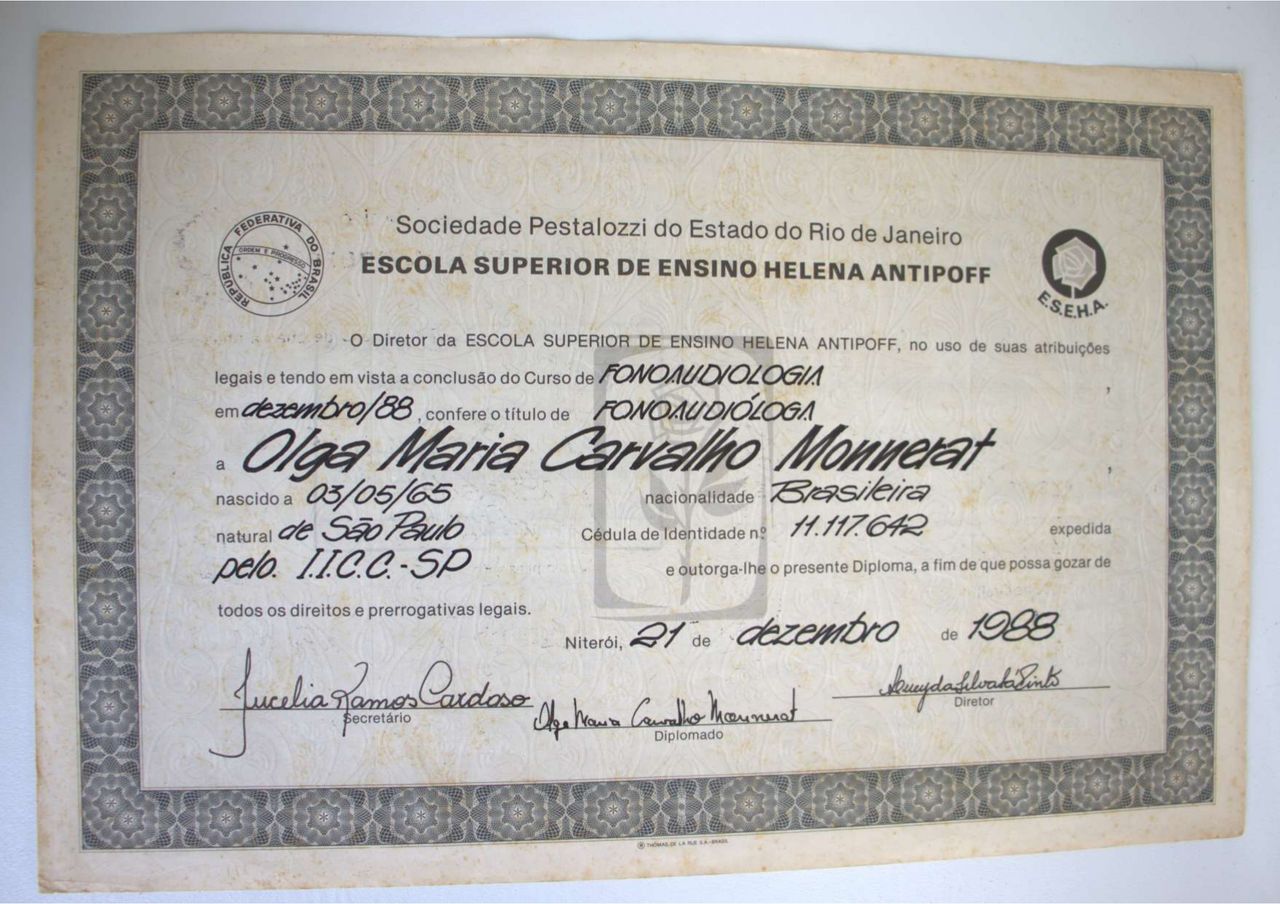 Sociedade Pestalozzi do Estado do Rio de Janeiro
ESCOLA SUPERIOR DE ENSINO HELENA ANTIPOFF
REPÚBLICA FEDERATIVA DO BRASIL
ORDEM E PROGRESSO
E.S.E.H.A.
O Diretor da ESCOLA SUPERIOR DE ENSINO HELENA ANTIPOFF, no uso de suas atribuições
legais e tendo em vista a conclusão do Curso de FONOAUDIOLOGIA ,
em dezembro/88 , confere o título de FONOAUDIÓLOGA
a Olga Maria Carvalho Monnerat ,
nascido a 03/05/65 nacionalidade Brasileira
natural de São Paulo Cédula de Identidade n.º 11.117.642 expedida
pelo. I.I.C.C.-SP e outorga-lhe o presente Diploma, a fim de que possa gozar de
todos os direitos e prerrogativas legais.
Niterói, 21 de dezembro de 1988
Jucelia Ramos Cardoso
Secretário
Olga Maria Carvalho Monnerat
Diplomado
Diretor
THOMAS DE LA RUE S.A.-BRASIL